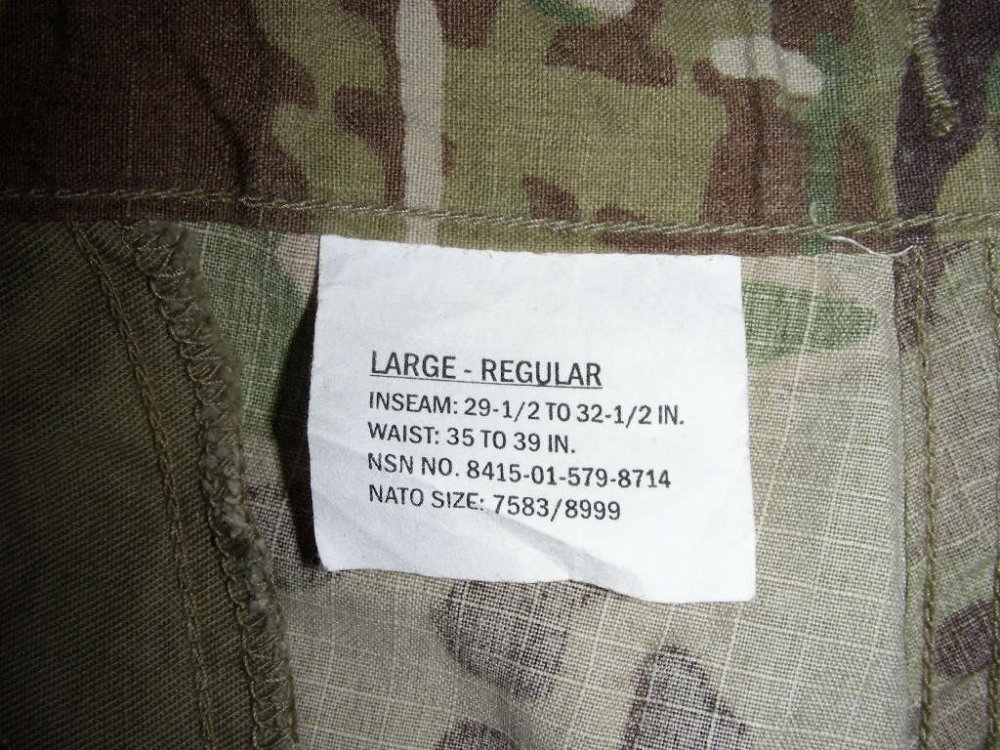 LARGE - REGULAR
INSEAM: 29-1/2 TO 32-1/2 IN.
WAIST: 35 TO 39 IN.
NSN NO. 8415-01-579-8714
NATO SIZE: 7583/8999